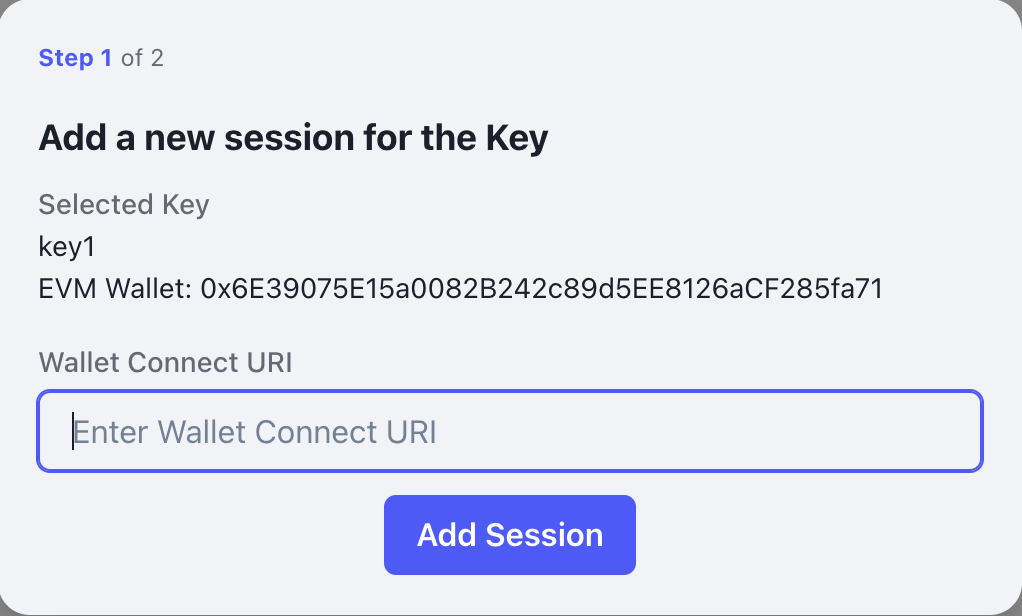 Step 1 of 2
Add a new session for the Key
Selected Key
key1
EVM Wallet: 0x6E39075E15a0082B242c89d5EE8126aCF285fa71
Wallet Connect URI
Enter Wallet Connect URI
Add Session